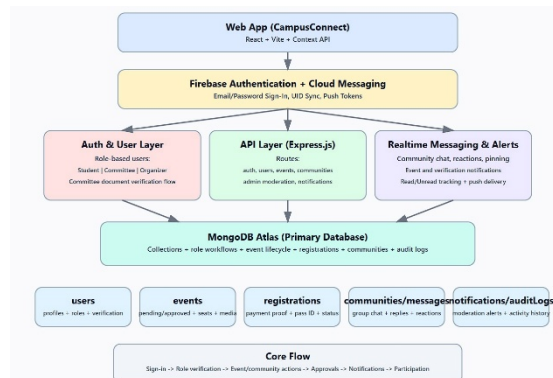 Web App (CampusConnect)
React + Vite + Context API
Firebase Authentication + Cloud Messaging
Email/Password Sign-In, UID Sync, Push Tokens
Auth & User Layer
Role-based users:
Student | Committee | Organizer
Committee document verification flow
API Layer (Express.js)
Routes:
auth, users, events, communities
admin moderation, notifications
Realtime Messaging & Alerts
Community chat, reactions, pinning
Event and verification notifications
Read/Unread tracking + push delivery
MongoDB Atlas (Primary Database)
Collections + role workflows + event lifecycle + registrations + communities + audit logs
users
profiles + roles + verification
events
pending/approved + seats + media
registrations
payment proof + pass ID + status
communities/messages
group chat + replies + reactions
notifications/auditLogs
moderation alerts + activity history
Core Flow
Sign-in -> Role verification -> Event/community actions -> Approvals -> Notifications -> Participation